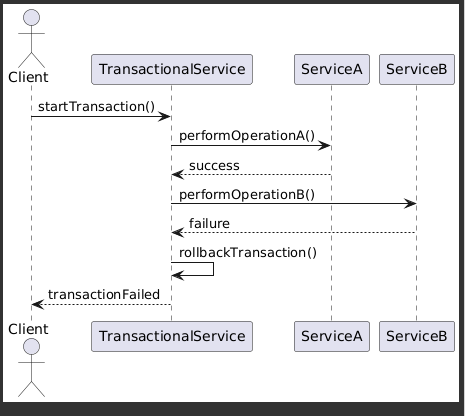 Client
TransactionalService
ServiceA
ServiceB
startTransaction()
performOperationA()
success
performOperationB()
failure
rollbackTransaction()
transactionFailed
Client
TransactionalService
ServiceA
ServiceB